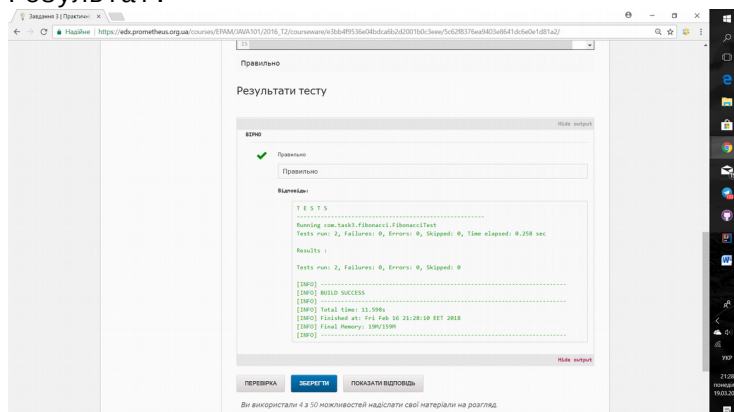 Результат:
Завдання 3 | Практичн
Надійне | https://edx.prometheus.org.ua/courses/EPAM/JAVA101/2016_T2/courseware/e3bb4f9536e04bdca6b2d2001b0c3eee/5c62f8376ea9403e8641dc6e0e1d81a2/
15
Правильно
Результати тесту
Hide output
ВІРНО
Правильно
Правильно
Відповідь:
T E S T S
-------------------------------------------------------
Running com.task3.fibonacci.FibonacciTest
Tests run: 2, Failures: 0, Errors: 0, Skipped: 0, Time elapsed: 0.258 sec
Results :
Tests run: 2, Failures: 0, Errors: 0, Skipped: 0
[INFO] ------------------------------------------------------------------------
[INFO] BUILD SUCCESS
[INFO] ------------------------------------------------------------------------
[INFO] Total time: 11.598s
[INFO] Finished at: Fri Feb 16 21:28:10 EET 2018
[INFO] Final Memory: 19M/159M
[INFO] ------------------------------------------------------------------------
Hide output
ПЕРЕВІРКА ЗБЕРЕГТИ ПОКАЗАТИ ВІДПОВІДЬ
Ви використали 4 з 50 можливостей надіслати свої матеріали на розгляд.
УКР
21:28
понеділ
19.03.20